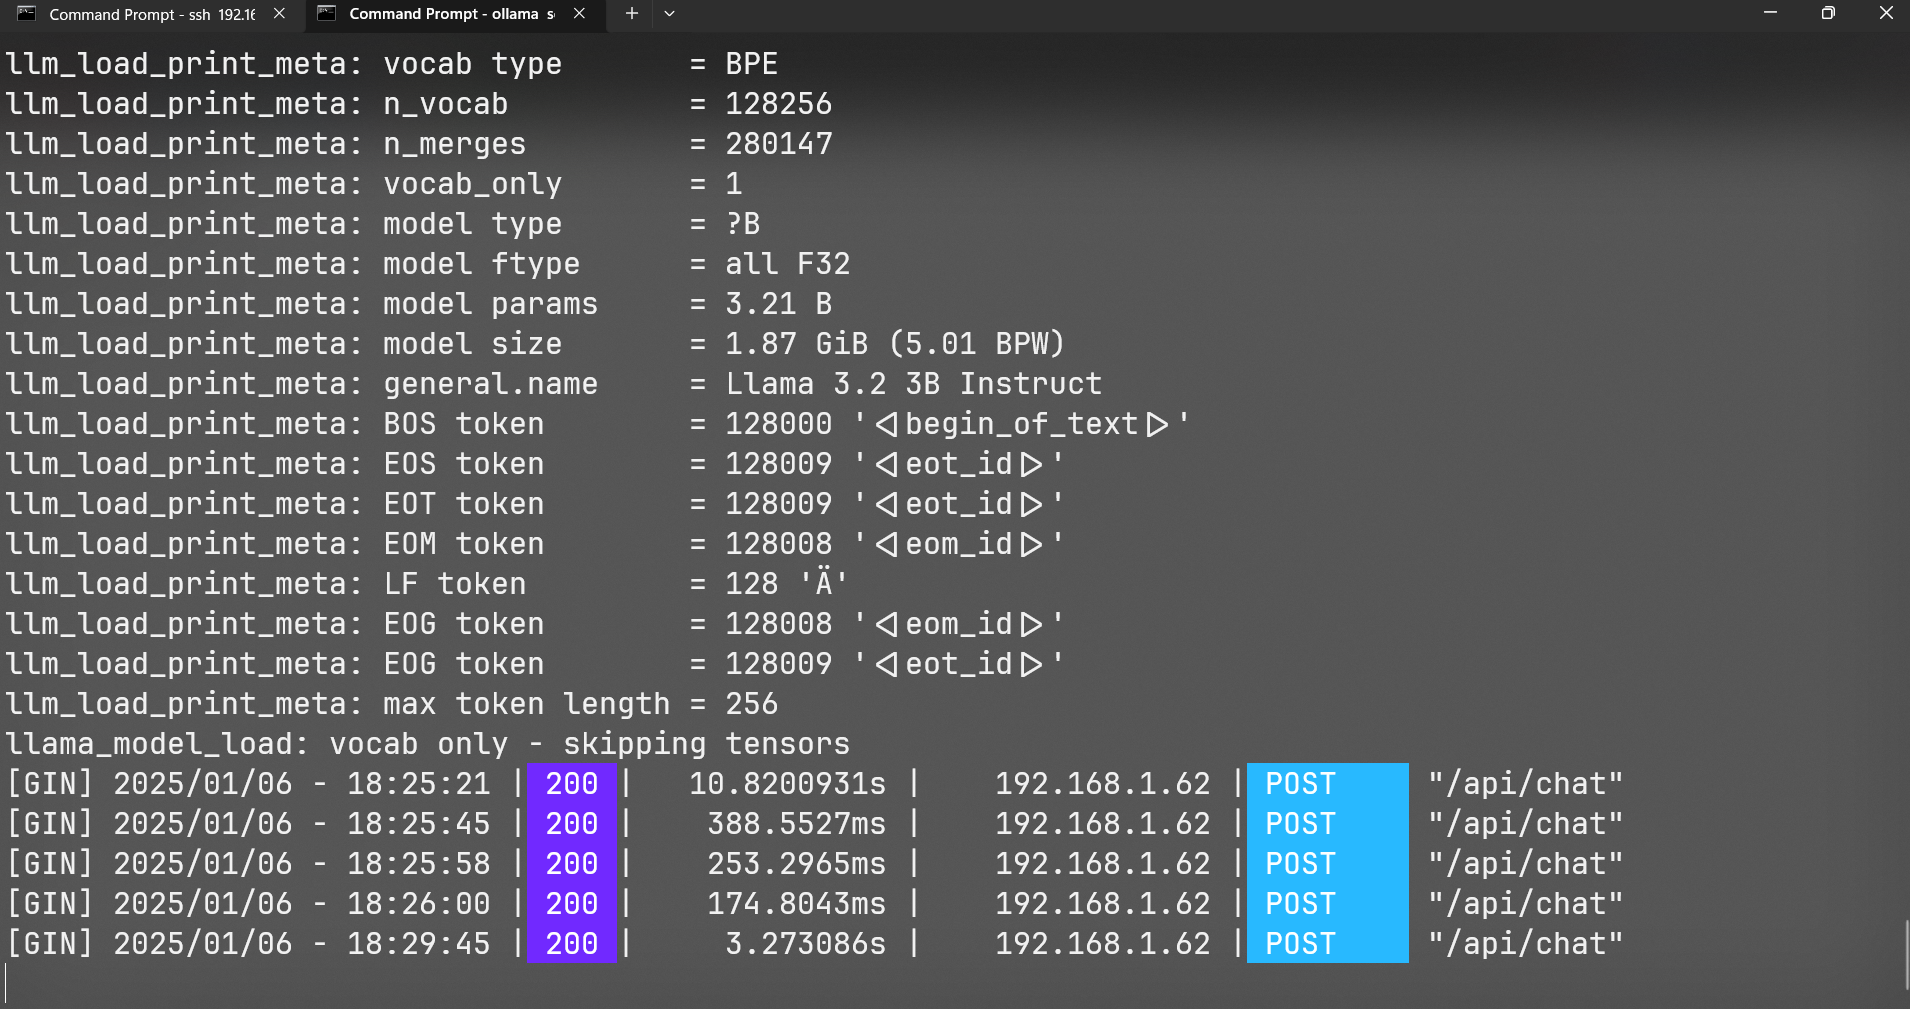 Command Prompt - ssh 192.16
Command Prompt - ollama se
llm_load_print_meta: vocab type = BPE
llm_load_print_meta: n_vocab = 128256
llm_load_print_meta: n_merges = 280147
llm_load_print_meta: vocab_only = 1
llm_load_print_meta: model type = ?B
llm_load_print_meta: model ftype = all F32
llm_load_print_meta: model params = 3.21 B
llm_load_print_meta: model size = 1.87 GiB (5.01 BPW)
llm_load_print_meta: general.name = Llama 3.2 3B Instruct
llm_load_print_meta: BOS token = 128000 '<|begin_of_text|>'
llm_load_print_meta: EOS token = 128009 '<|eot_id|>'
llm_load_print_meta: EOT token = 128009 '<|eot_id|>'
llm_load_print_meta: EOM token = 128008 '<|eom_id|>'
llm_load_print_meta: LF token = 128 'Ä'
llm_load_print_meta: EOG token = 128008 '<|eom_id|>'
llm_load_print_meta: EOG token = 128009 '<|eot_id|>'
llm_load_print_meta: max token length = 256
llama_model_load: vocab only - skipping tensors
[GIN] 2025/01/06 - 18:25:21 | 200 | 10.8200931s | 192.168.1.62 | POST "/api/chat"
[GIN] 2025/01/06 - 18:25:45 | 200 | 388.5527ms | 192.168.1.62 | POST "/api/chat"
[GIN] 2025/01/06 - 18:25:58 | 200 | 253.2965ms | 192.168.1.62 | POST "/api/chat"
[GIN] 2025/01/06 - 18:26:00 | 200 | 174.8043ms | 192.168.1.62 | POST "/api/chat"
[GIN] 2025/01/06 - 18:29:45 | 200 | 3.273086s | 192.168.1.62 | POST "/api/chat"